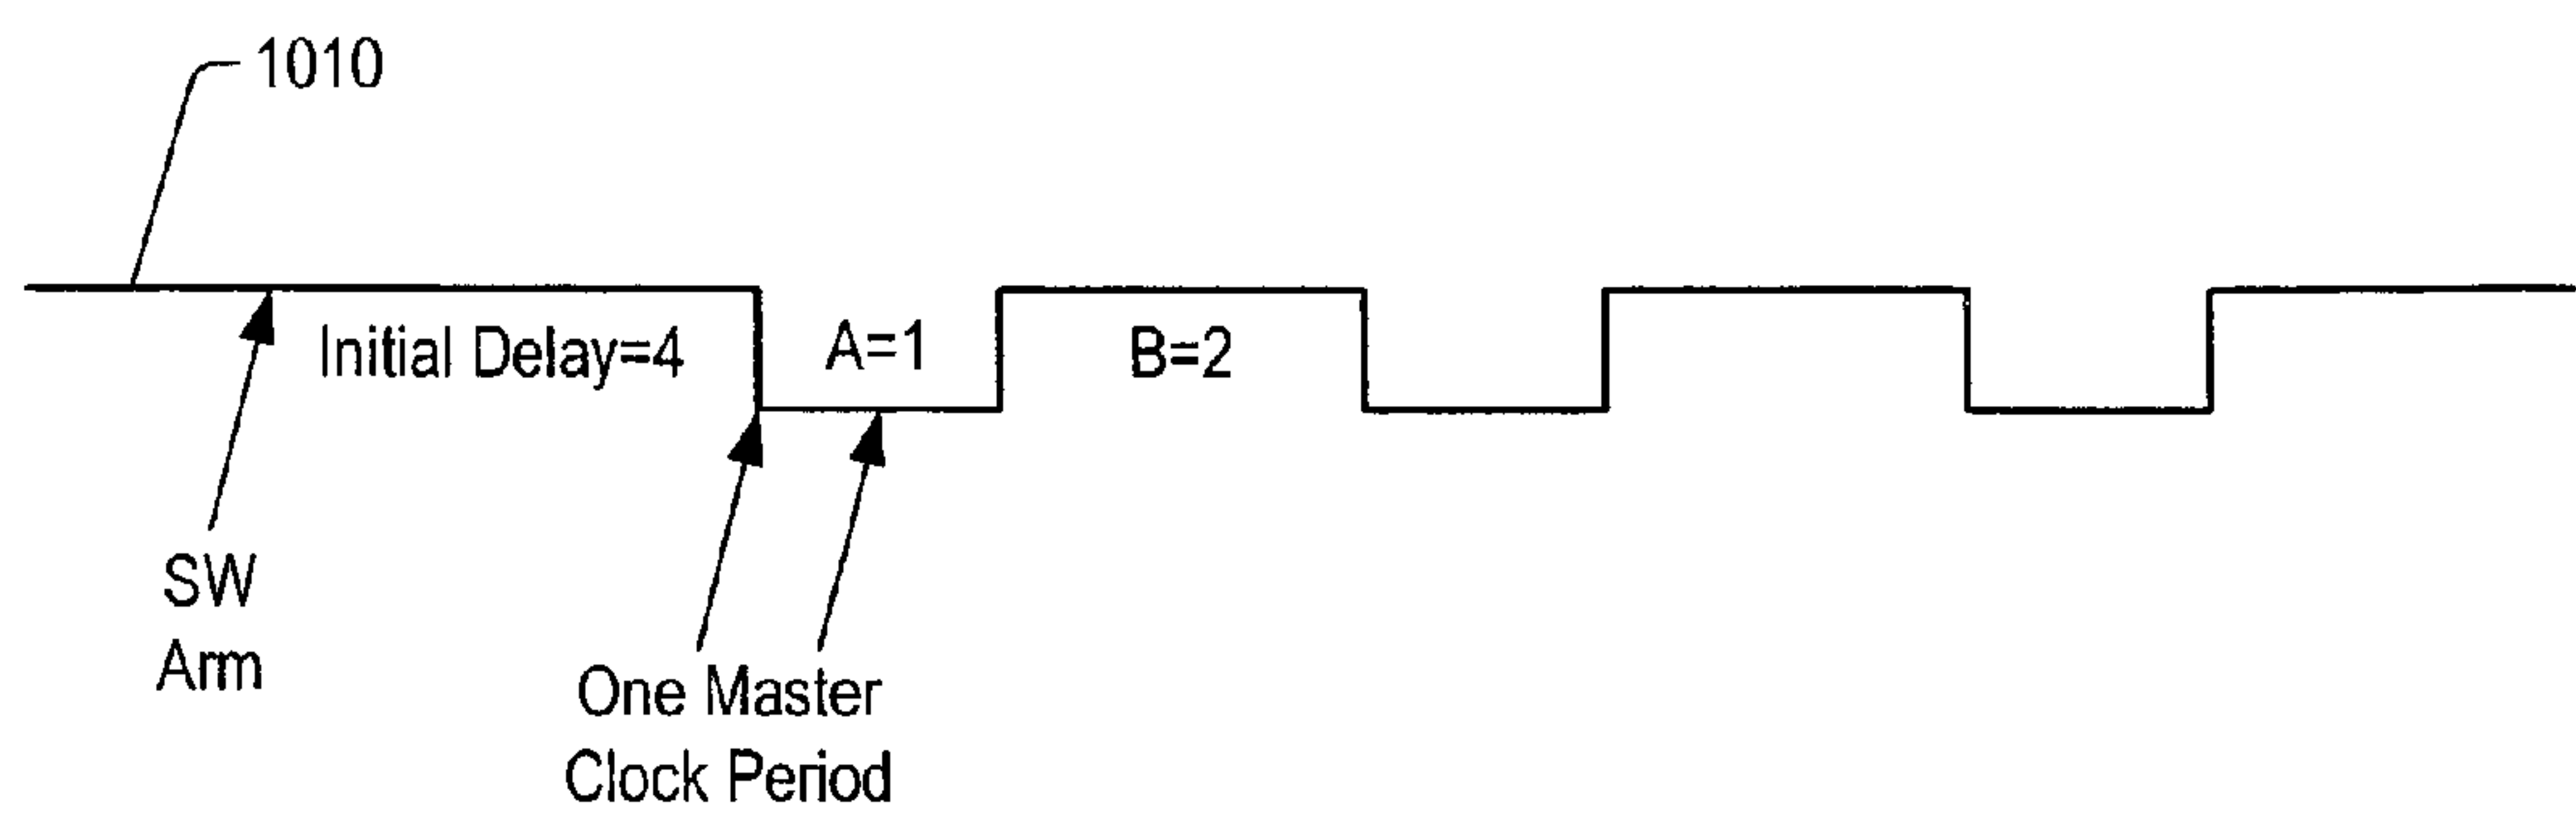 1010
Initial Delay=4
A=1
B=2
SW
Arm
One Master
Clock Period